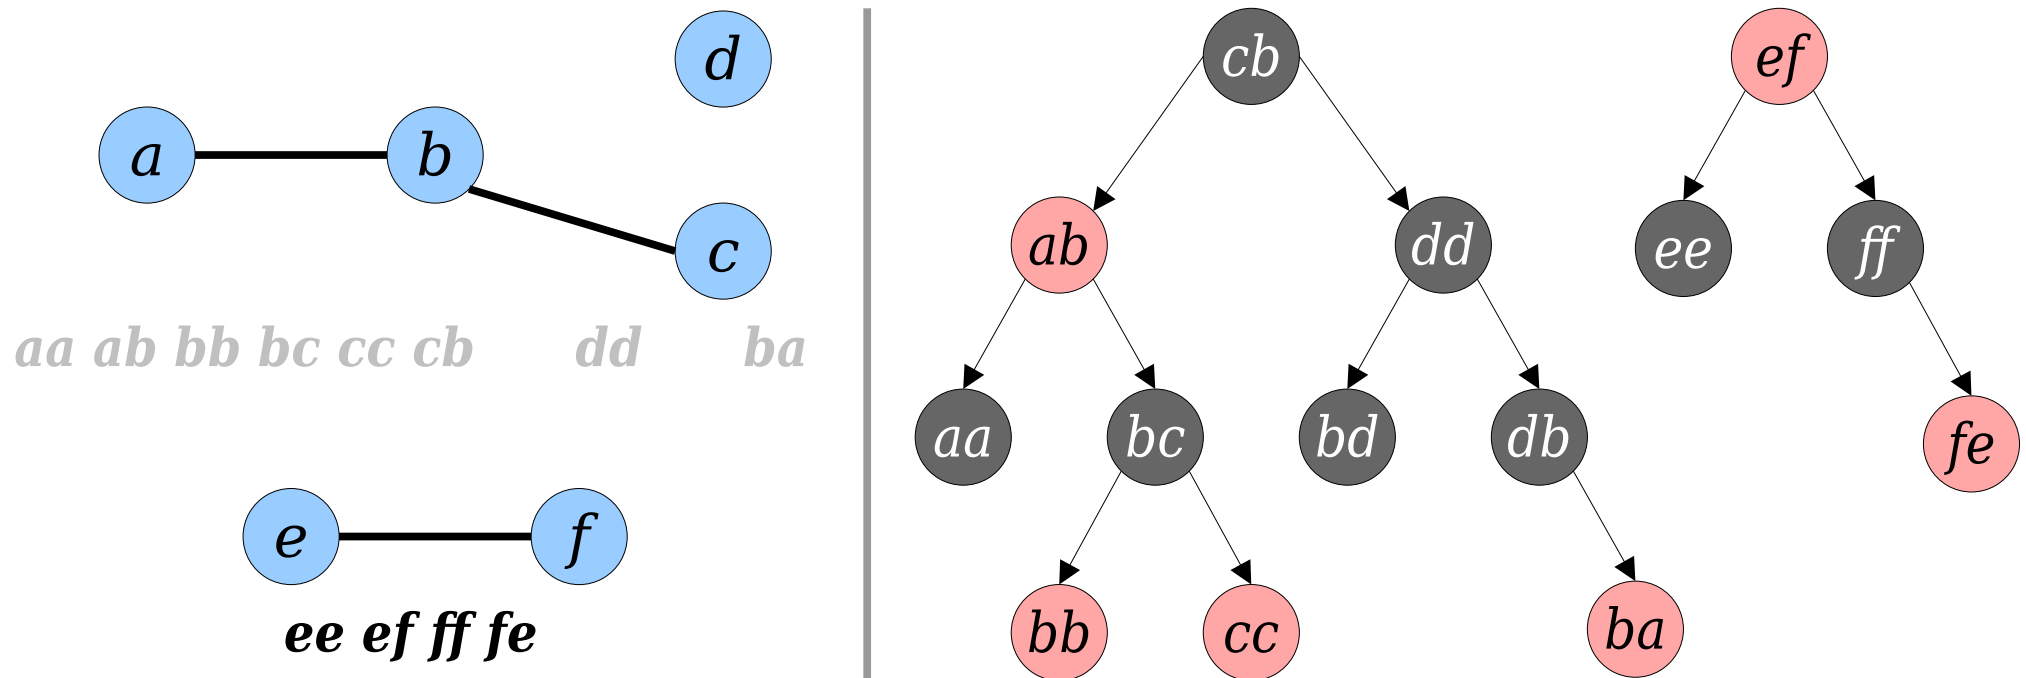 d
a b
c
aa ab bb bc cc cb dd ba
e f
ee ef ff fe
cb ef
ab dd ee ff
aa bc bd db fe
bb cc ba